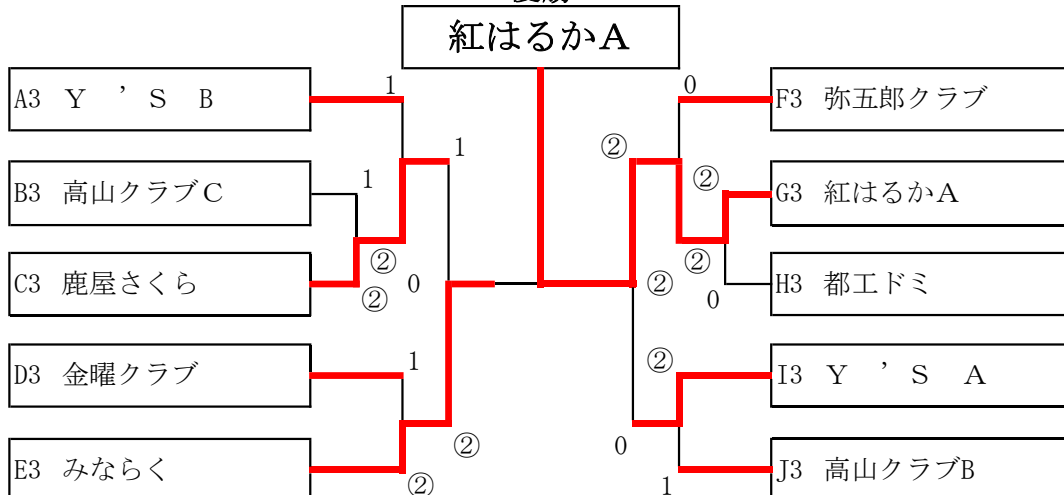 紅はるかA
A3 Y ’S B
1
0
F3 弥五郎クラブ
1
②
B3 高山クラブC
1
②
G3 紅はるかA
②
②
C3 鹿屋さくら
②
0
②
0
H3 都工ドミ
D3 金曜クラブ
1
②
I3 Y ’S A
②
0
E3 みならく
②
1
J3 高山クラブB